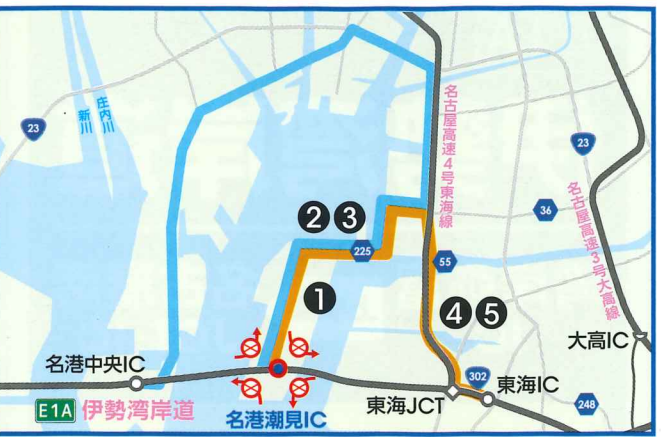 庄内川
新川
23
名古屋高速4号東海線
23
名古屋高速3号大高線
36
❷❸
225
55
❶
❹❺
大高IC
名港中央IC
302
東海IC
東海JCT
248
E1A 伊勢湾岸道
名港潮見IC